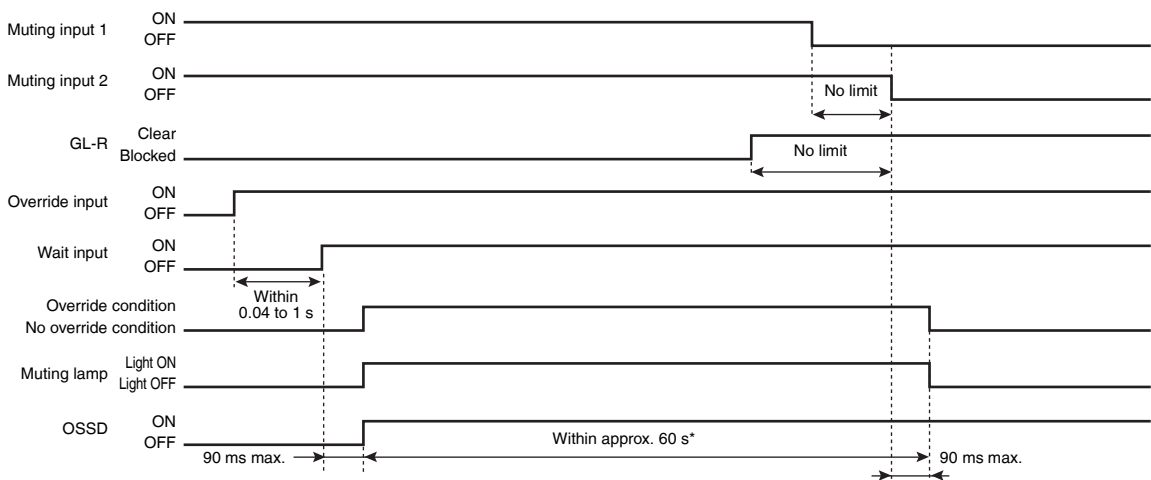 Muting input 1
ON
OFF
Muting input 2
ON
OFF
No limit
GL-R
Clear
Blocked
No limit
Override input
ON
OFF
Wait input
ON
OFF
Within
0.04 to 1 s
Override condition
No override condition
Muting lamp
Light ON
Light OFF
OSSD
ON
OFF
Within approx. 60 s*
90 ms max.
90 ms max.